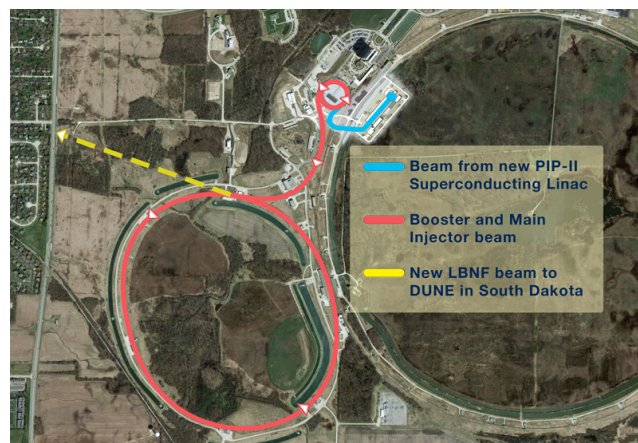 Beam from new PIP-II
Superconducting Linac
Booster and Main
Injector beam
New LBNF beam to
DUNE in South Dakota